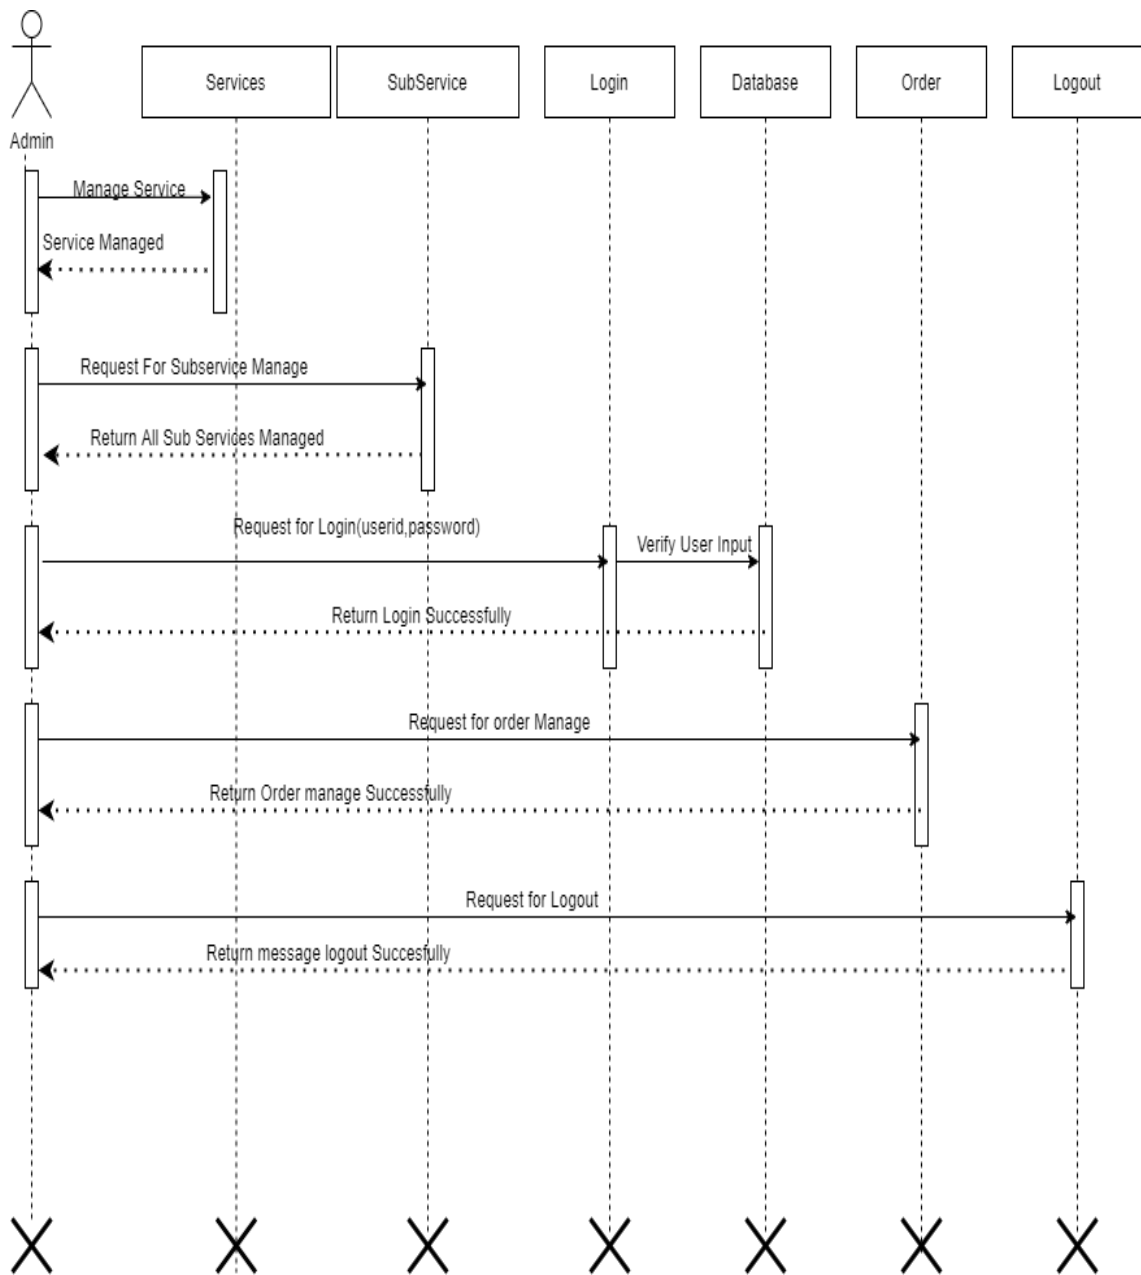 Services
SubService
Login
Database
Order
Logout
Admin
Manage Service
Service Managed
Request For Subservice Manage
Return All Sub Services Managed
Request for Login(userid,password)
Verify User Input
Return Login Successfully
Request for order Manage
Return Order manage Successfully
Request for Logout
Return message logout Succesfully